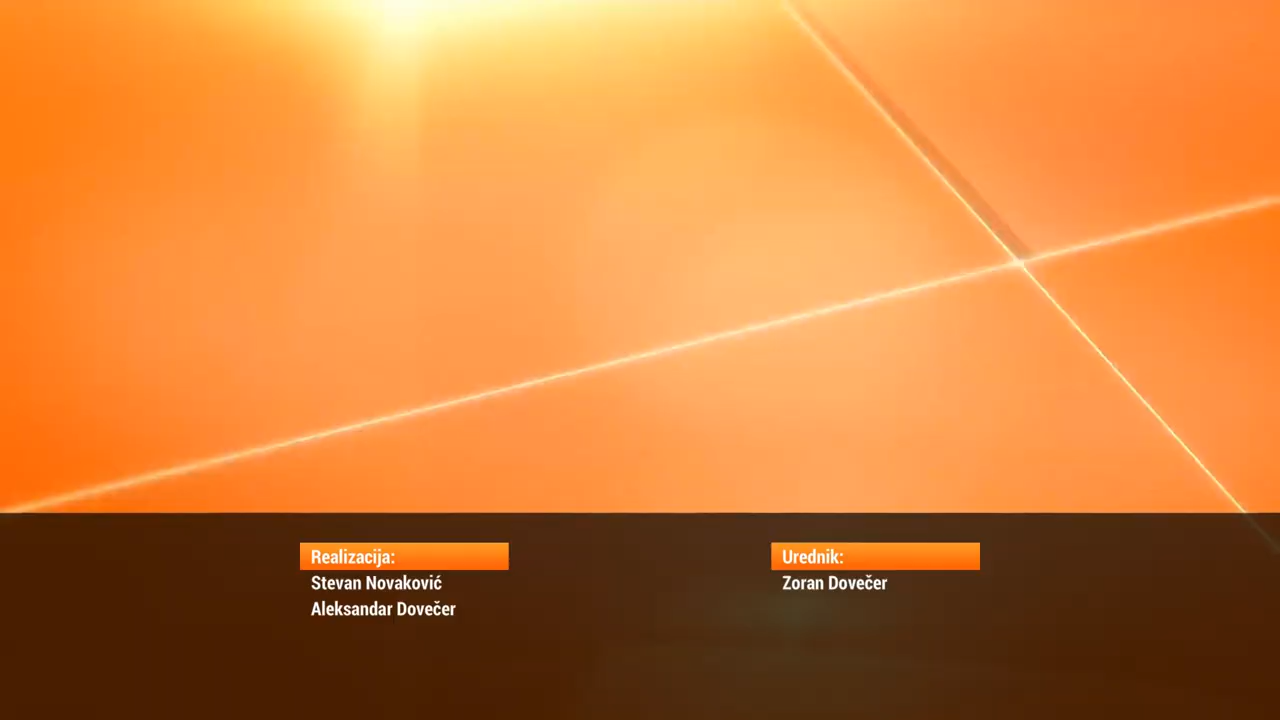 Realizacija:
Stevan Novaković
Aleksandar Dovečer
Urednik:
Zoran Dovečer